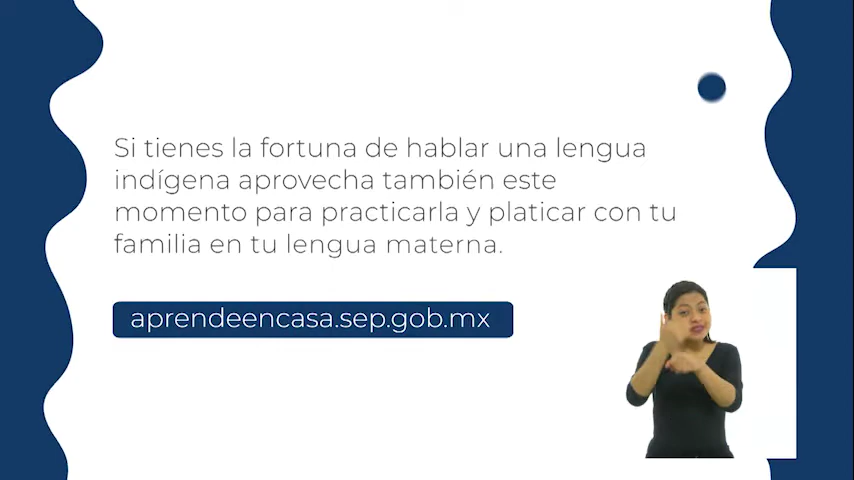 Si tienes la fortuna de hablar una lengua
indígena aprovecha también este
momento para practicarla y platicar con tu
familia en tu lengua materna.
aprendeencasa.sep.gob.mx